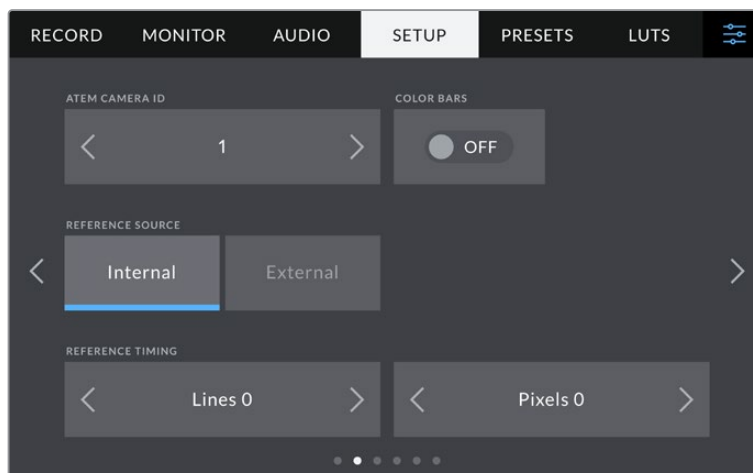 RECORD MONITOR AUDIO SETUP PRESETS LUTS
ATEM CAMERA ID COLOR BARS
1 OFF
REFERENCE SOURCE
Internal External
REFERENCE TIMING
Lines 0 Pixels 0